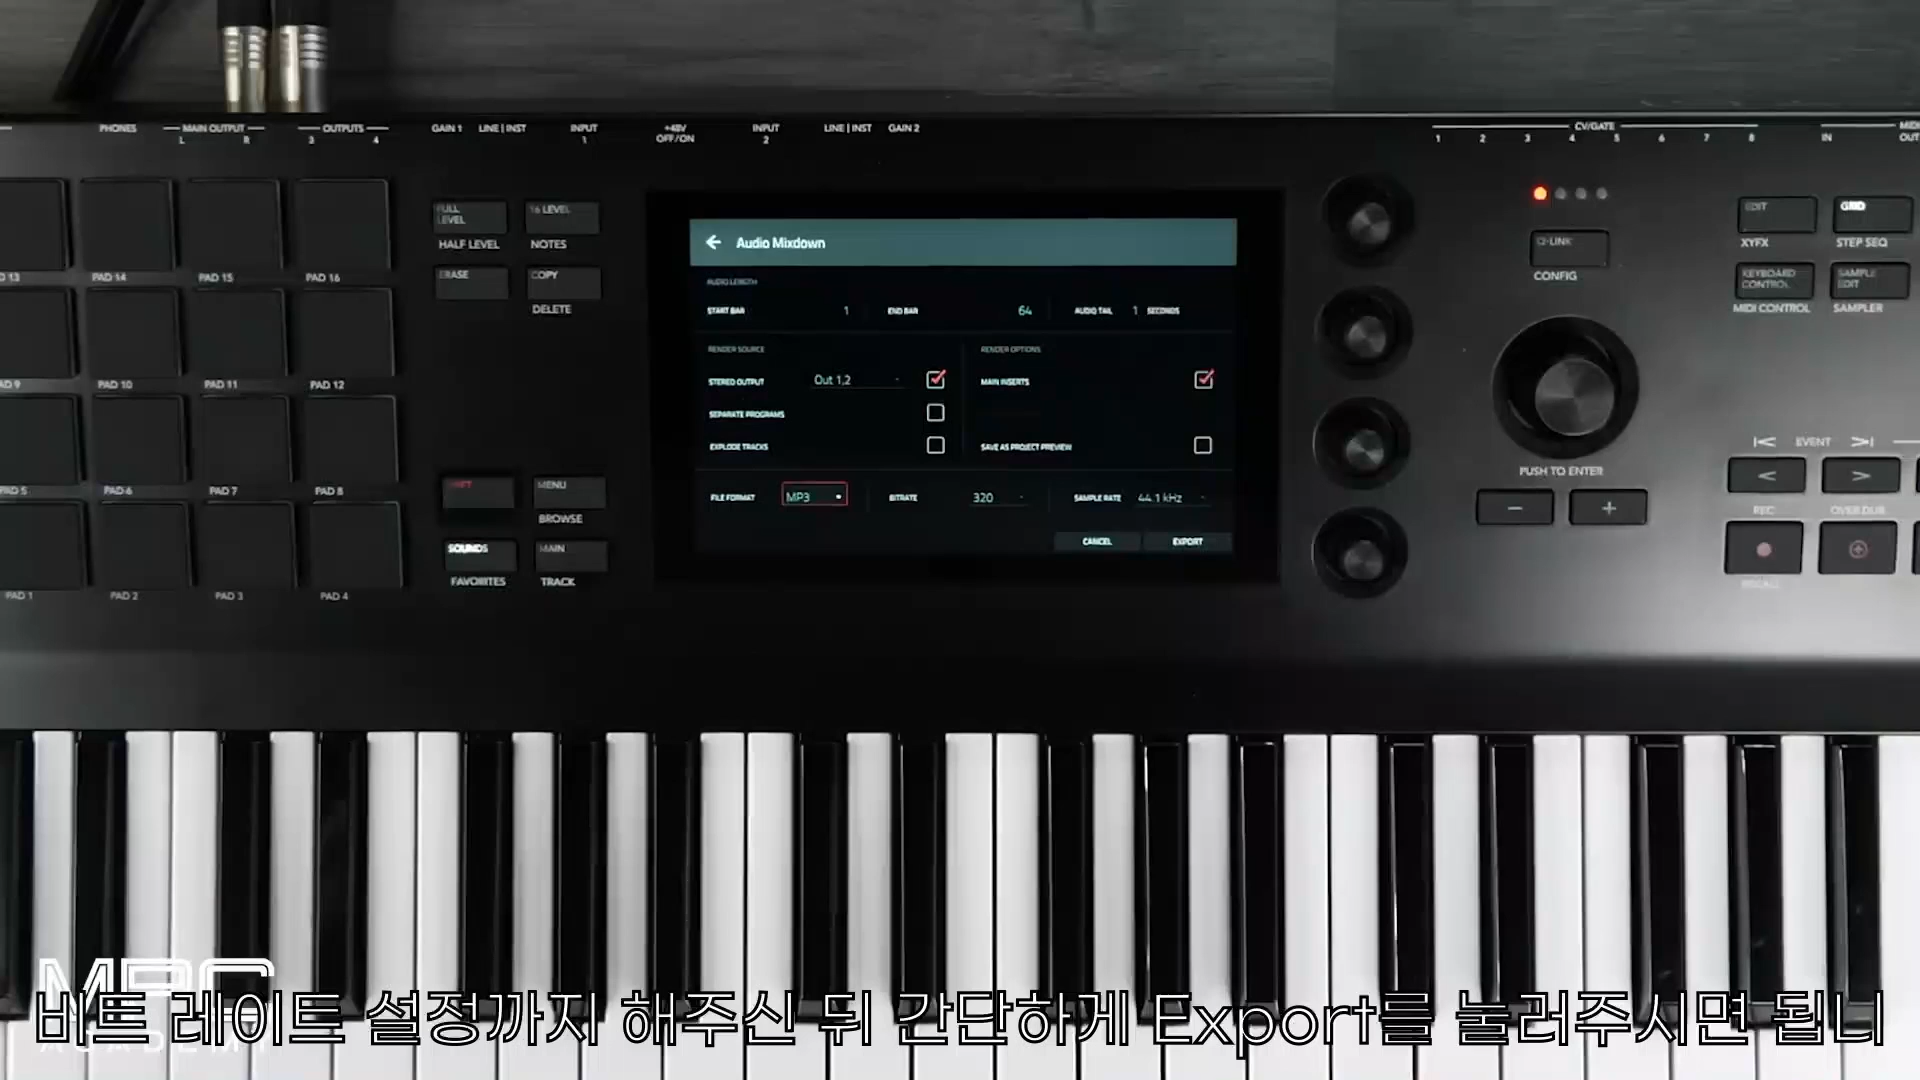 PHONES
MAIN OUTPUT
L R
OUTPUTS
3 4
GAIN 1
LINE | INST
INPUT
1
+48V
OFF/ON
INPUT
2
LINE | INST
GAIN 2
CV/GATE
1 2 3 4 5 6 7 8
IN
OUT
PAD 14
PAD 15
PAD 16
PAD 10
PAD 11
PAD 12
PAD 5
PAD 6
PAD 7
PAD 8
PAD 1
PAD 2
PAD 3
PAD 4
FULL
LEVEL
HALF LEVEL
16 LEVEL
NOTES
ERASE
COPY
DELETE
SHIFT
MENU
BROWSE
SOUNDS
FAVORITES
MAIN
TRACK
Audio Mixdown
AUDIO LENGTH
START BAR 1
END BAR 64
AUDIO TAIL 1 SECONDS
RENDER SOURCE
RENDER OPTIONS
STEREO OUTPUT Out 1,2
MAIN INSERTS
SEPARATE PROGRAMS
EXPLODE TRACKS
SAVE AS PROJECT PREVIEW
FILE FORMAT MP3
BITRATE 320
SAMPLE RATE 44.1 kHz
CANCEL
EXPORT
Q-LINK
CONFIG
PUSH TO ENTER
− +
EDIT
XYFX
GRID
STEP SEQ
KEYBOARD
CONTROL
MIDI CONTROL
SAMPLE
EDIT
SAMPLER
EVENT
< >
REC
OVER DUB
RECALL
MPC
ACADEMY
비트 레이트 설정까지 해주신 뒤 간단하게 Export를 눌러주시면 됩니